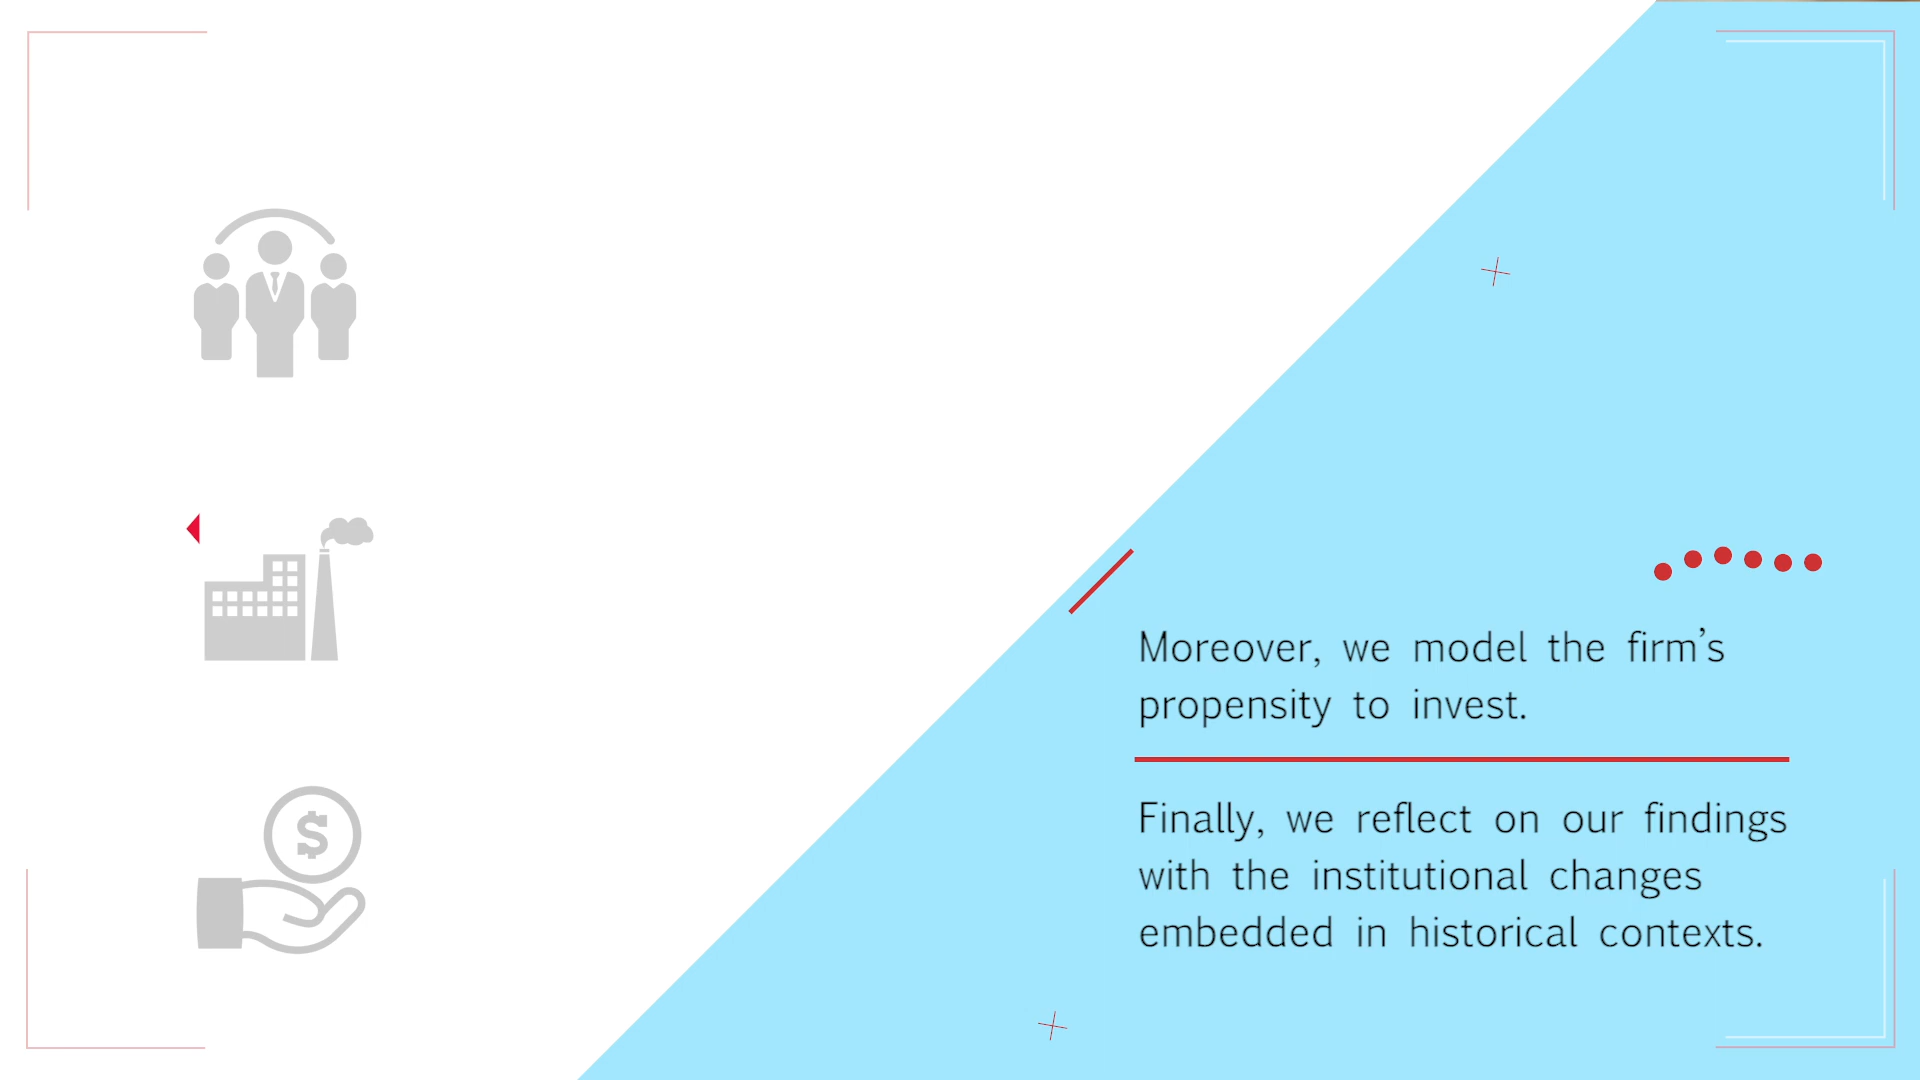 Moreover, we model the firm’s
propensity to invest.
Finally, we reflect on our findings
with the institutional changes
embedded in historical contexts.